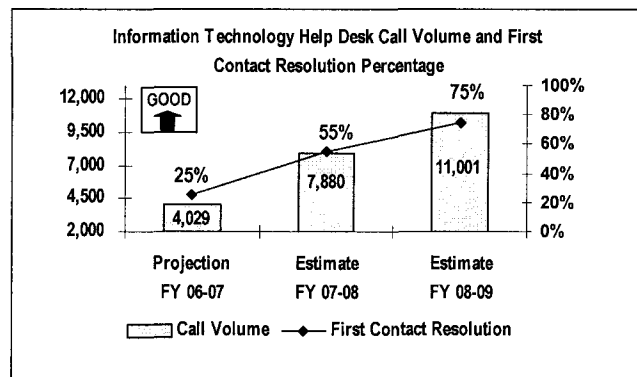 Information Technology Help Desk Call Volume and First
Contact Resolution Percentage
12,000
9,500
7,000
4,500
2,000
GOOD
25%
55%
75%
4,029
7,880
11,001
100%
80%
60%
40%
20%
0%
Projection
FY 06-07
Estimate
FY 07-08
Estimate
FY 08-09
Call Volume
First Contact Resolution